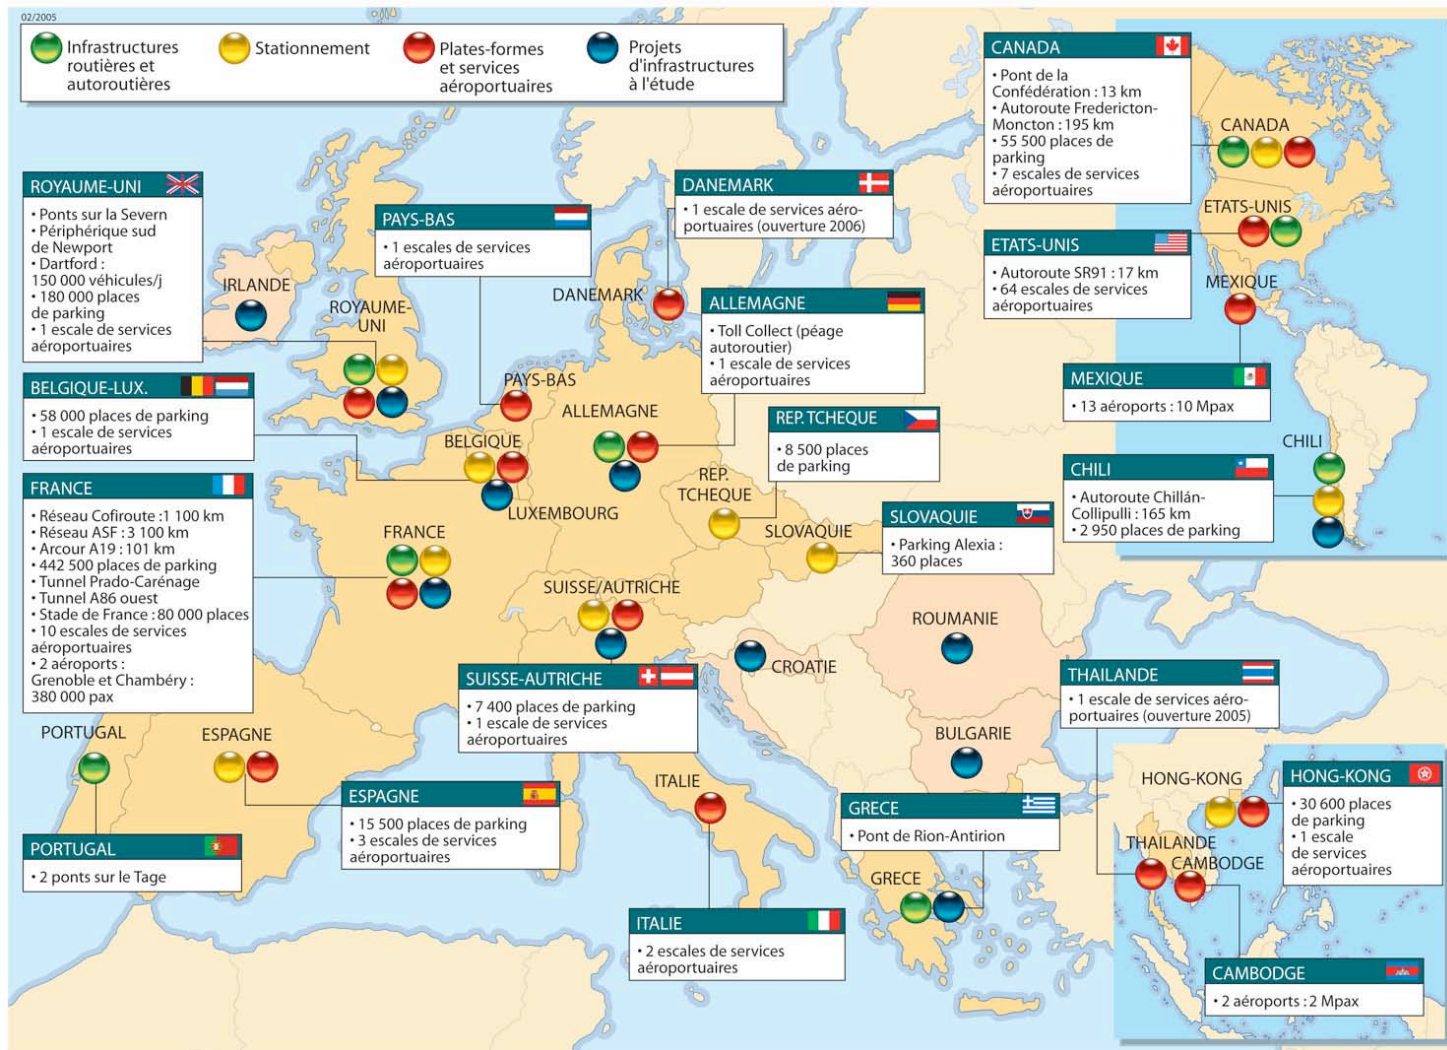 02/2005
Infrastructures
routières et
autoroutières
Stationnement
Plates-formes
et services
aéroportuaires
Projets
d'infrastructures
à l'étude
CANADA
• Pont de la
Confédération : 13 km
• Autoroute Fredericton-
Moncton : 195 km
• 55 500 places de
parking
• 7 escales de services
aéroportuaires
CANADA
ETATS-UNIS
ETATS-UNIS
• Autoroute SR91 : 17 km
• 64 escales de services
aéroportuaires
MEXIQUE
MEXIQUE
• 13 aéroports : 10 Mpax
CHILI
CHILI
• Autoroute Chillán-
Collipulli : 165 km
• 2 950 places de parking
ROYAUME-UNI
• Ponts sur la Severn
• Périphérique sud
de Newport
• Dartford :
150 000 véhicules/j
• 180 000 places
de parking
• 1 escale de services
aéroportuaires
IRLANDE
ROYAUME-
UNI
PAYS-BAS
• 1 escales de services
aéroportuaires
DANEMARK
• 1 escale de services aéro-
portuaires (ouverture 2006)
DANEMARK
ALLEMAGNE
• Toll Collect (péage
autoroutier)
• 1 escale de services
aéroportuaires
BELGIQUE-LUX.
• 58 000 places de parking
• 1 escale de services
aéroportuaires
PAYS-BAS
ALLEMAGNE
BELGIQUE
LUXEMBOURG
REP. TCHEQUE
• 8 500 places
de parking
REP.
TCHEQUE
FRANCE
• Réseau Cofiroute :1 100 km
• Réseau ASF : 3 100 km
• Arcour A19 : 101 km
• 442 500 places de parking
• Tunnel Prado-Carénage
• Tunnel A86 ouest
• Stade de France : 80 000 places
• 10 escales de services
aéroportuaires
• 2 aéroports :
Grenoble et Chambéry :
380 000 pax
FRANCE
SLOVAQUIE
SLOVAQUIE
• Parking Alexia :
360 places
SUISSE/AUTRICHE
SUISSE-AUTRICHE
• 7 400 places de parking
• 1 escale de services
aéroportuaires
ROUMANIE
CROATIE
BULGARIE
THAILANDE
• 1 escale de services aéro-
portuaires (ouverture 2005)
PORTUGAL
ESPAGNE
PORTUGAL
• 2 ponts sur le Tage
ESPAGNE
• 15 500 places de parking
• 3 escales de services
aéroportuaires
ITALIE
ITALIE
• 2 escales de services
aéroportuaires
GRECE
• Pont de Rion-Antirion
GRECE
HONG-KONG
HONG-KONG
• 30 600 places
de parking
• 1 escale
de services
aéroportuaires
THAILANDE
CAMBODGE
CAMBODGE
• 2 aéroports : 2 Mpax